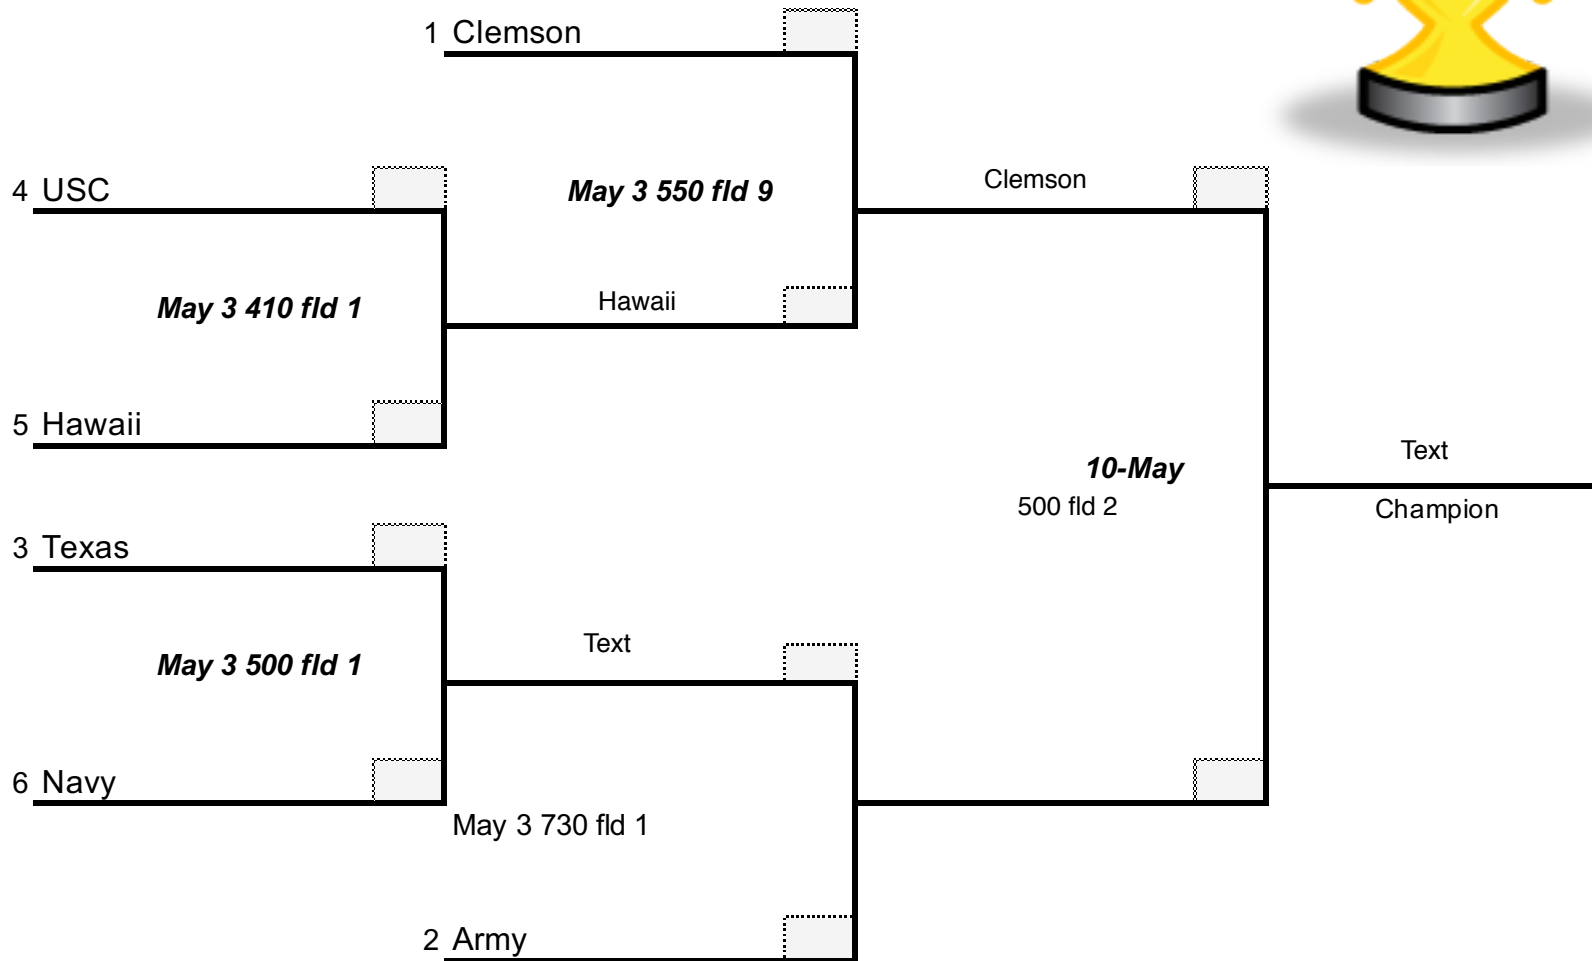 1 Clemson
4 USC
May 3 550 fld 9
Clemson
May 3 410 fld 1
Hawaii
5 Hawaii
Text
10-May
500 fld 2
Champion
3 Texas
May 3 500 fld 1
Text
6 Navy
May 3 730 fld 1
2 Army